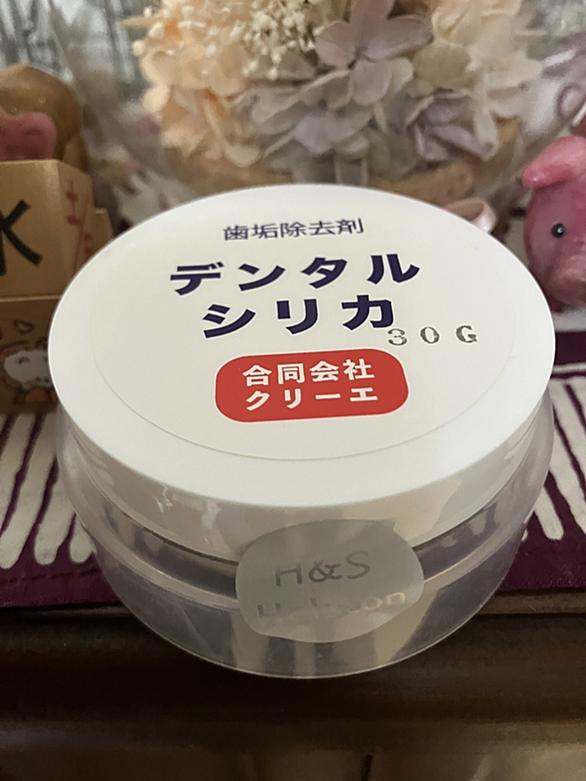 歯垢除去剤
デンタル
シリカ
30G
合同会社
クリーエ
H&S